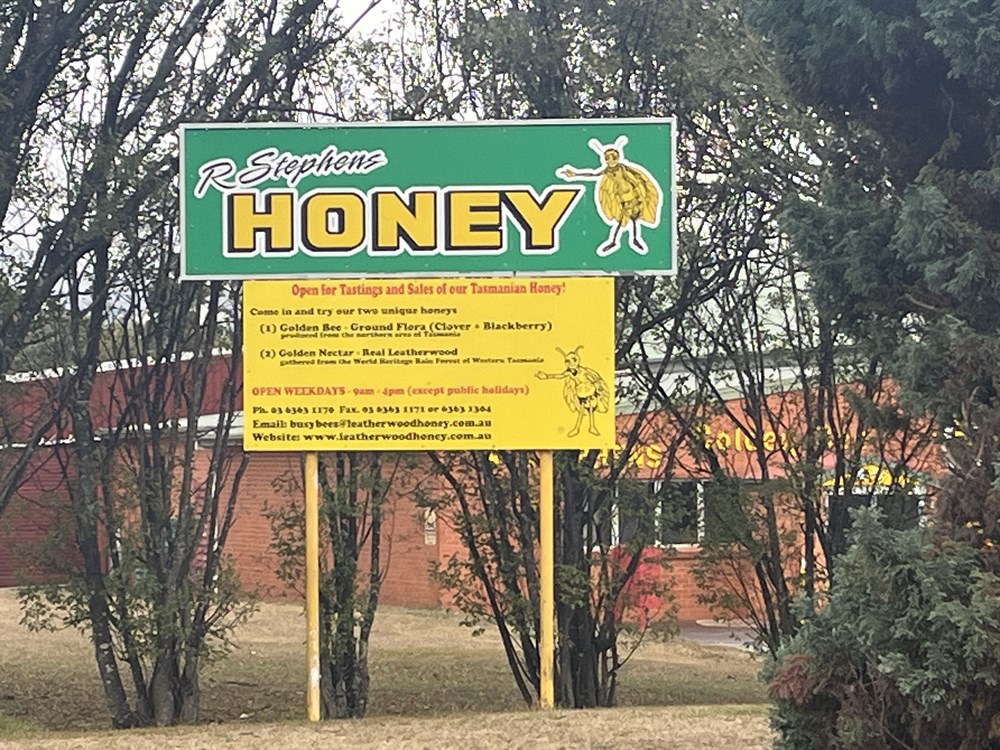 R Stephens
HONEY
Open for Tastings and Sales of our Tasmanian Honey!
Come in and try our two unique honeys
(1) Golden Bee - Ground Flora (Clover + Blackberry)
produced from the northern area of Tasmania
(2) Golden Nectar - Real Leatherwood
gathered from the World Heritage Rain Forest of Western Tasmania
OPEN WEEKDAYS - 9am - 4pm (except public holidays)
Ph. 03 6363 1170 Fax. 03 6363 1171 or 6363 1304
Email: busybees@leatherwoodhoney.com.au
Website: www.leatherwoodhoney.com.au
Golden